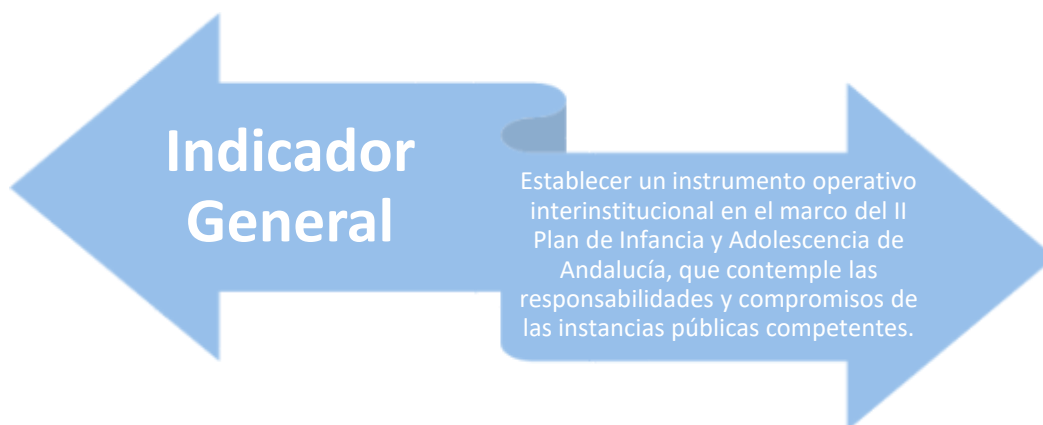 Indicador
General
Establecer un instrumento operativo
interinstitucional en el marco del II
Plan de Infancia y Adolescencia de
Andalucía, que contemple las
responsabilidades y compromisos de
las instancias públicas competentes.